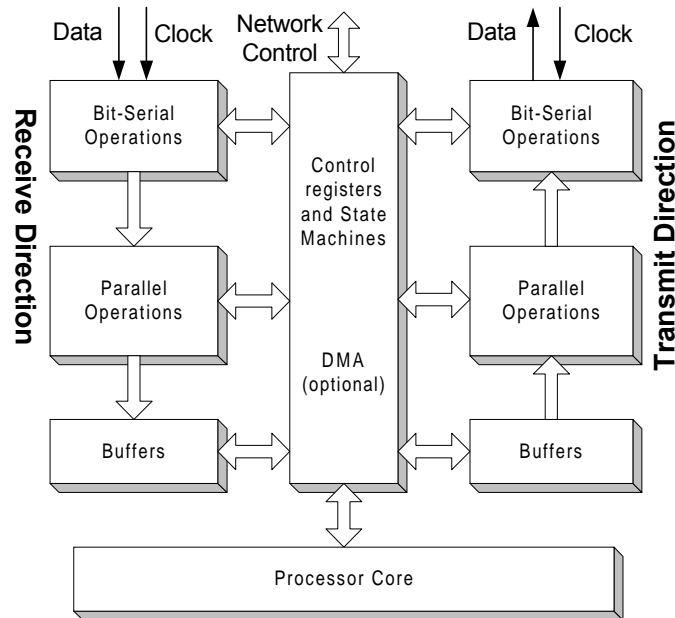 Data
Clock
Network
Control
Data
Clock
Receive Direction
Bit-Serial
Operations
Control
registers
and State
Machines
Bit-Serial
Operations
Transmit Direction
Parallel
Operations
DMA
(optional)
Parallel
Operations
Buffers
Buffers
Processor Core